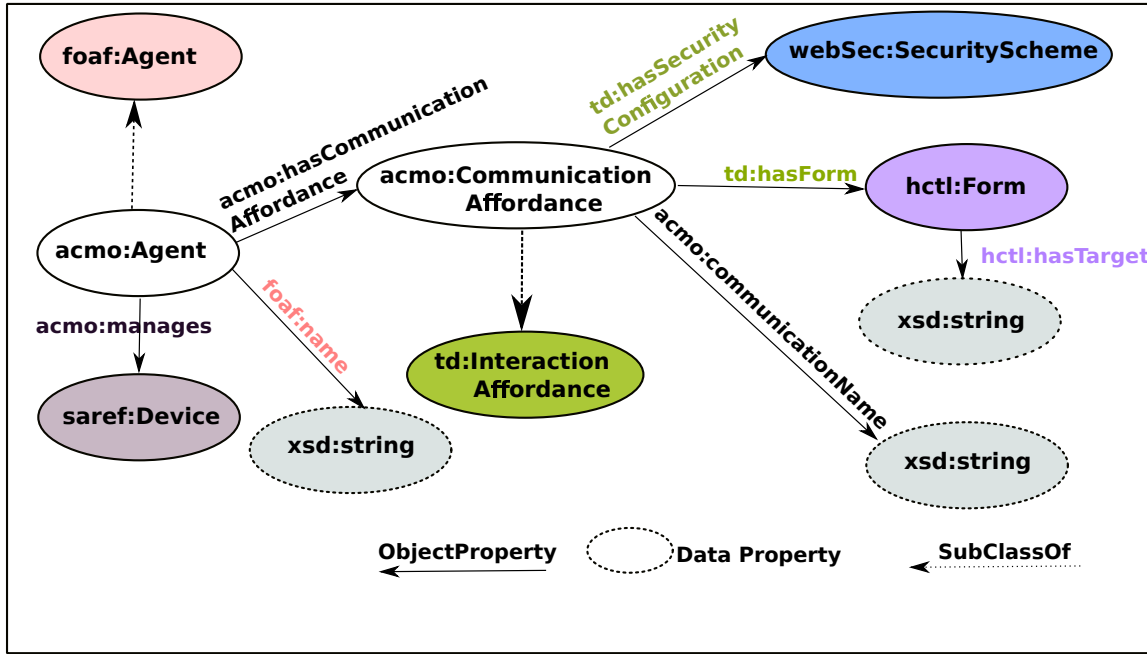 foaf:Agent
webSec:SecurityScheme
td:hasSecurity
Configuration
acmo:hasCommunication
Affordance
acmo:Communication
Affordance
td:hasForm
hctl:Form
acmo:Agent
hctl:hasTarget
acmo:manages
foaf:name
acmo:communicationName
xsd:string
td:Interaction
Affordance
saref:Device
xsd:string
xsd:string
ObjectProperty
Data Property
SubClassOf